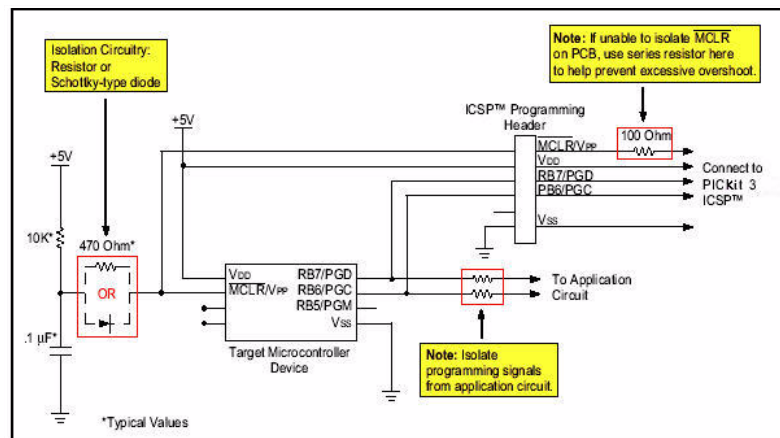 Isolation Circuitry:
Resistor or
Schottky-type diode
Note: If unable to isolate MCLR
on PCB, use series resistor here
to help prevent excessive overshoot.
+5V
ICSP™ Programming
Header
100 Ohm
MCLR/VPP
VDD
RB7/PGD
PB6/PGC
VSS
Connect to
PICkit 3
ICSP™
+5V
10K*
470 Ohm*
OR
.1 µF*
VDD
MCLR/VPP
RB7/PGD
RB6/PGC
RB5/PGM
VSS
Target Microcontroller
Device
To Application
Circuit
Note: Isolate
programming signals
from application circuit.
*Typical Values